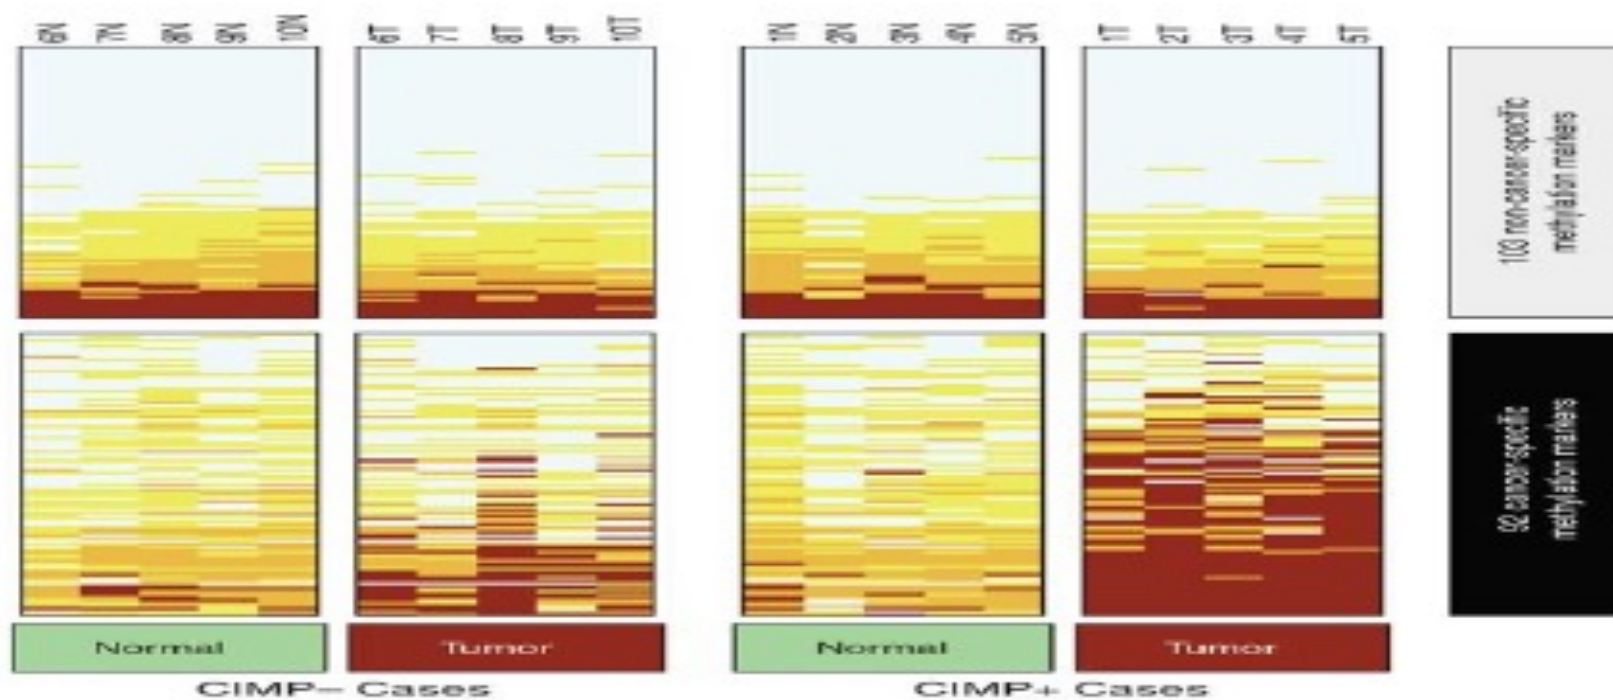 6N 7N 8N 9N 10N 6T 7T 8T 9T 10T 1N 2N 3N 4N 5N 1T 2T 3T 4T 5T
103 non-cancer-specific
methylation markers
92 cancer-specific
methylation markers
Normal Tumor Normal Tumor
CIMP– Cases CIMP+ Cases